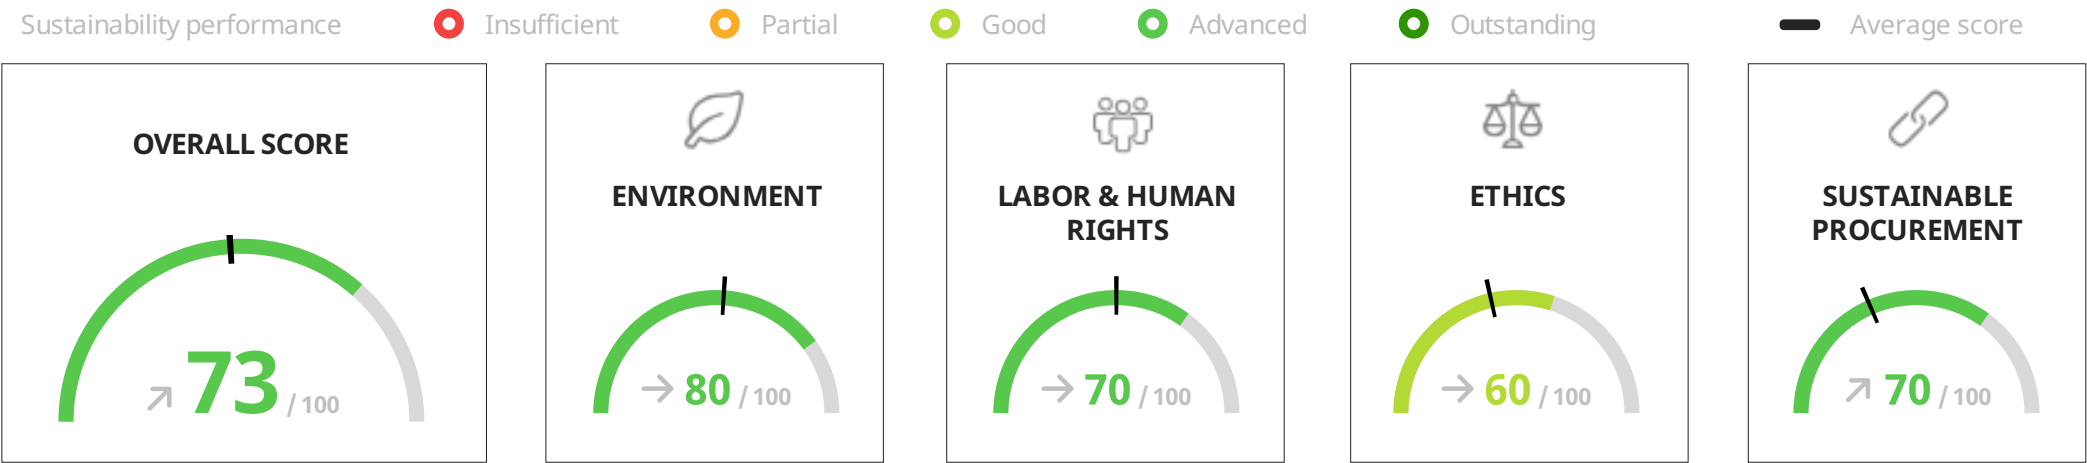 Sustainability performance Insufficient Partial Good Advanced Outstanding Average score
OVERALL SCORE
73 / 100
ENVIRONMENT
80 / 100
LABOR & HUMAN
RIGHTS
70 / 100
ETHICS
60 / 100
SUSTAINABLE
PROCUREMENT
70 / 100